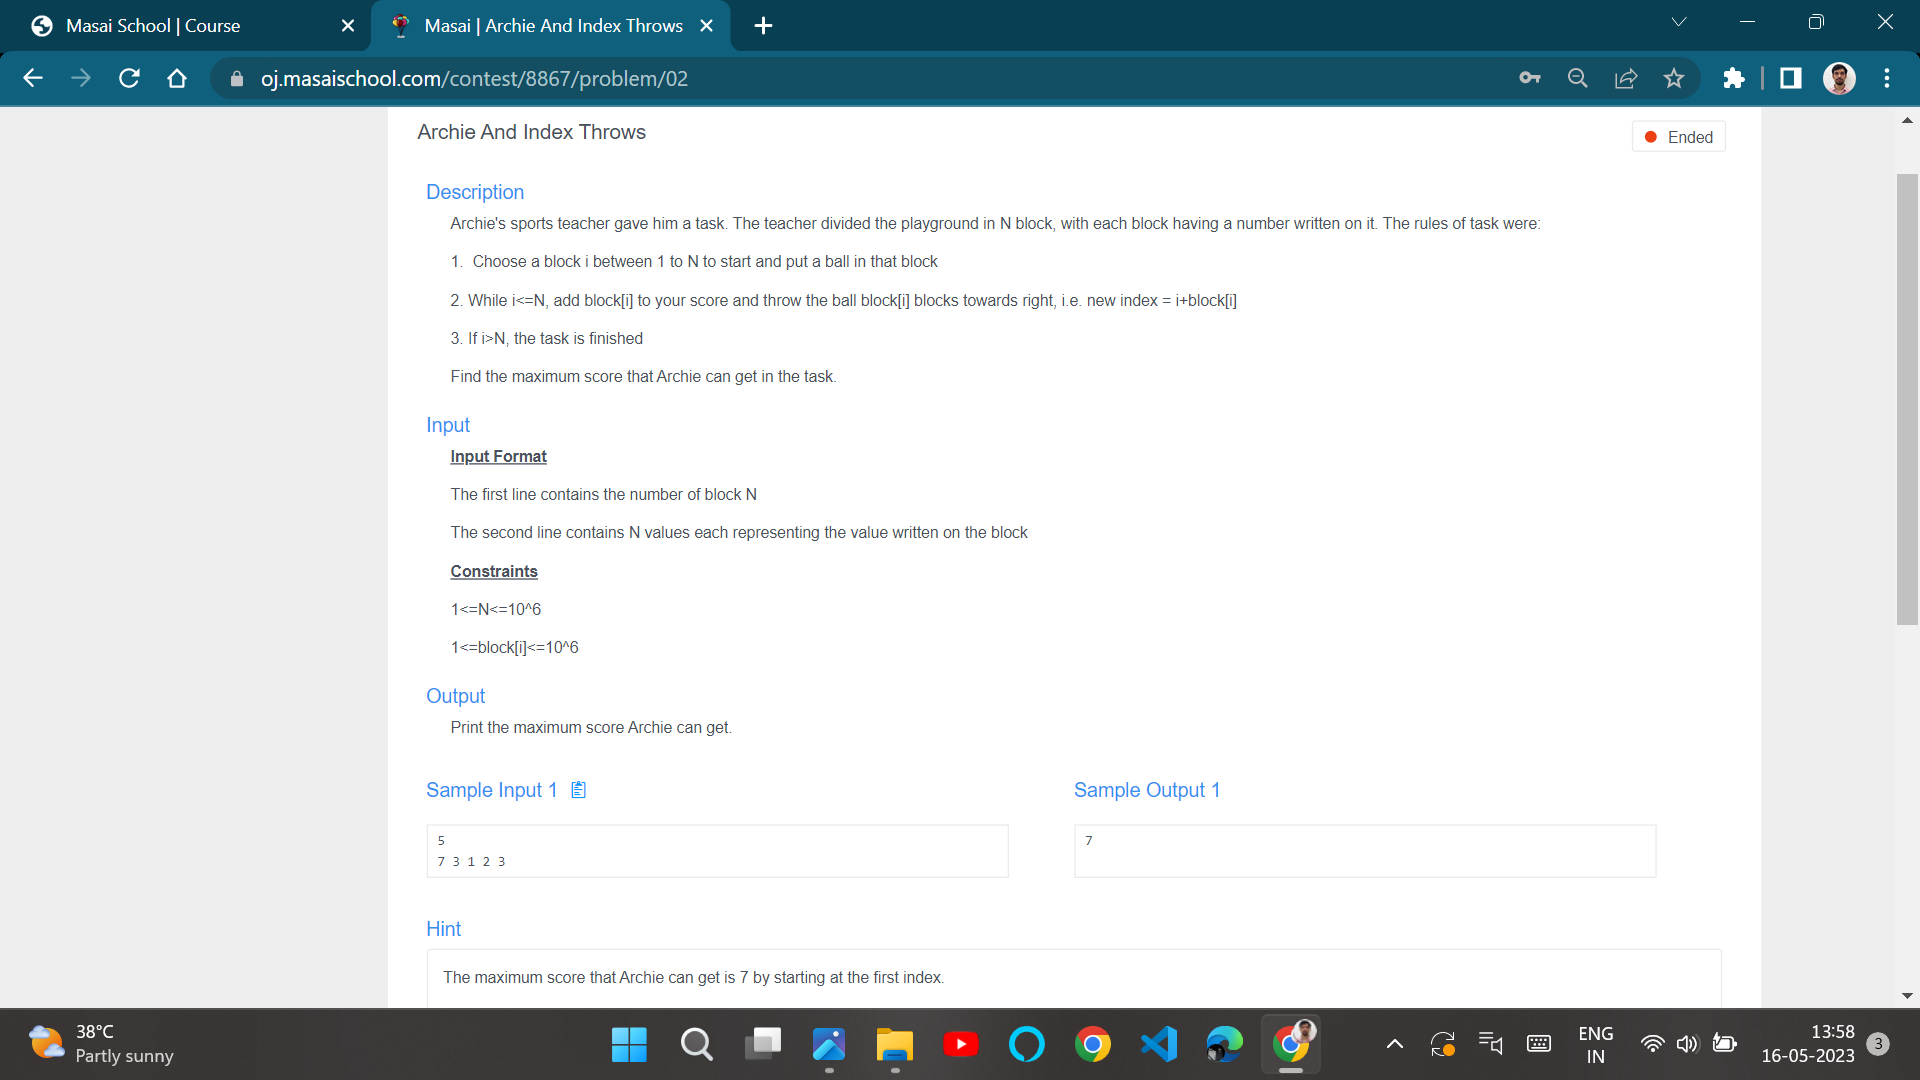 Masai School | Course
Masai | Archie And Index Throws
oj.masaischool.com/contest/8867/problem/02
Archie And Index Throws
Ended
Description
Archie's sports teacher gave him a task. The teacher divided the playground in N block, with each block having a number written on it. The rules of task were:
1. Choose a block i between 1 to N to start and put a ball in that block
2. While i<=N, add block[i] to your score and throw the ball block[i] blocks towards right, i.e. new index = i+block[i]
3. If i>N, the task is finished
Find the maximum score that Archie can get in the task.
Input
Input Format
The first line contains the number of block N
The second line contains N values each representing the value written on the block
Constraints
1<=N<=10^6
1<=block[i]<=10^6
Output
Print the maximum score Archie can get.
Sample Input 1
5
7 3 1 2 3
Sample Output 1
7
Hint
The maximum score that Archie can get is 7 by starting at the first index.
38°C
Partly sunny
ENG
IN
13:58
16-05-2023
3